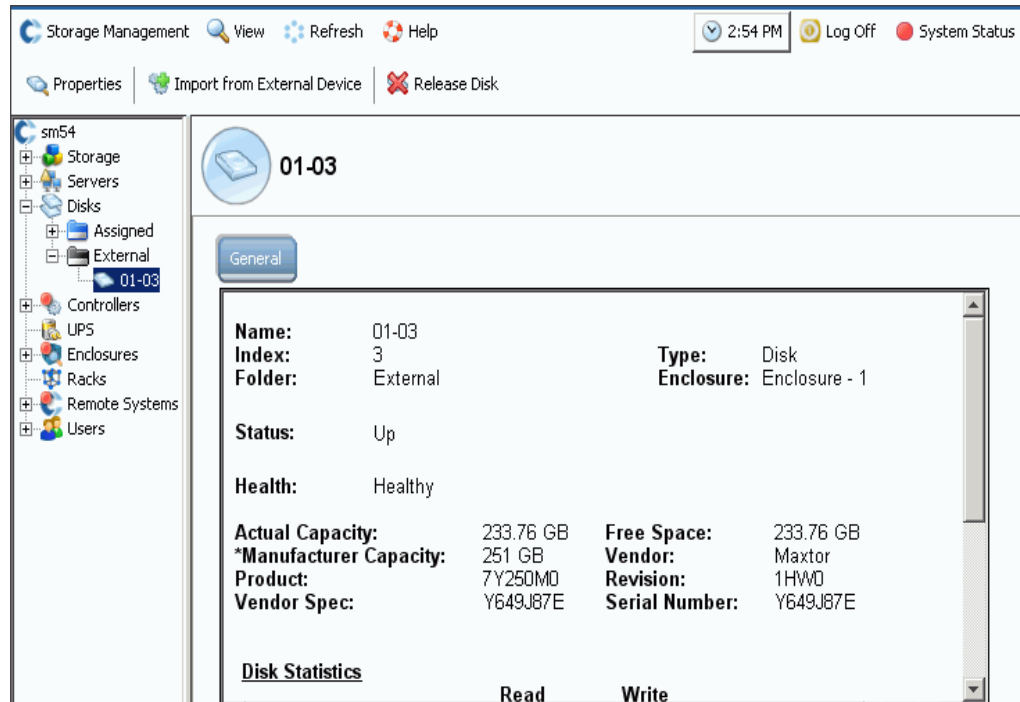 Storage Management View Refresh Help 2:54 PM Log Off System Status
Properties Import from External Device Release Disk
sm54
Storage
Servers
Disks
Assigned
External
01-03
Controllers
UPS
Enclosures
Racks
Remote Systems
Users
01-03
General
Name: 01-03
Index: 3 Type: Disk
Folder: External Enclosure: Enclosure - 1
Status: Up
Health: Healthy
Actual Capacity: 233.76 GB Free Space: 233.76 GB
*Manufacturer Capacity: 251 GB Vendor: Maxtor
Product: 7Y250M0 Revision: 1HW0
Vendor Spec: Y649J87E Serial Number: Y649J87E
Disk Statistics
Read Write